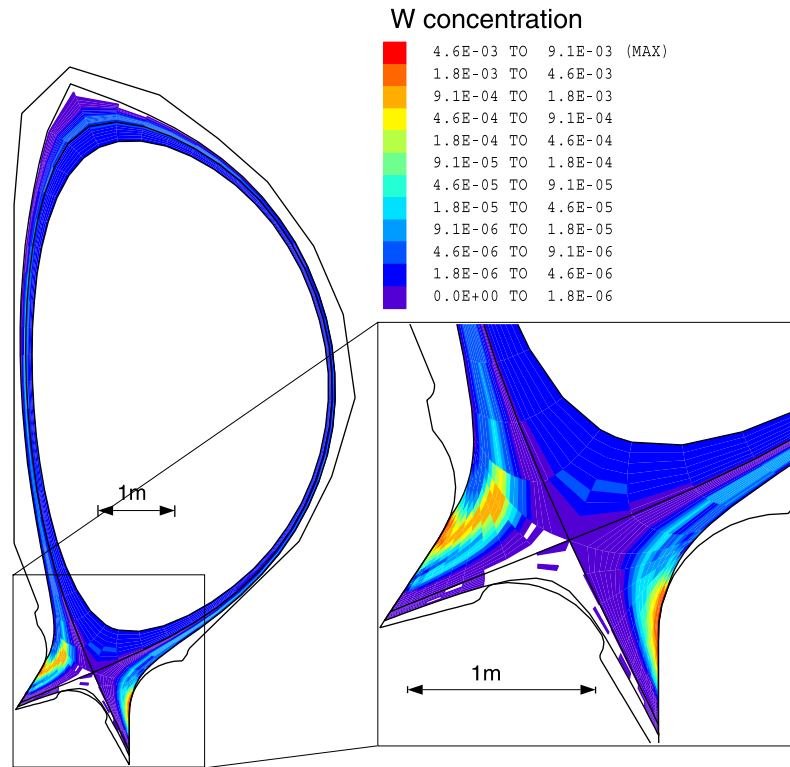 W concentration
4.6E-03 TO 9.1E-03 (MAX)
1.8E-03 TO 4.6E-03
9.1E-04 TO 1.8E-03
4.6E-04 TO 9.1E-04
1.8E-04 TO 4.6E-04
9.1E-05 TO 1.8E-04
4.6E-05 TO 9.1E-05
1.8E-05 TO 4.6E-05
9.1E-06 TO 1.8E-05
4.6E-06 TO 9.1E-06
1.8E-06 TO 4.6E-06
0.0E+00 TO 1.8E-06
1m
1m